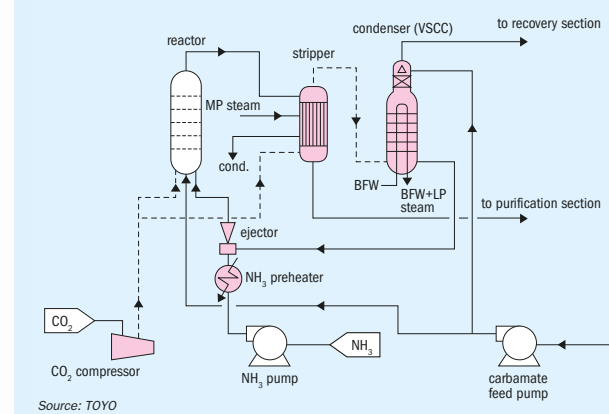 condenser (VSCC)
to recovery section
reactor
stripper
MP steam
cond.
BFW
BFW+LP
steam
to purification section
ejector
NH₃ preheater
CO₂
NH₃
CO₂ compressor
NH₃ pump
carbamate
feed pump
Source: TOYO